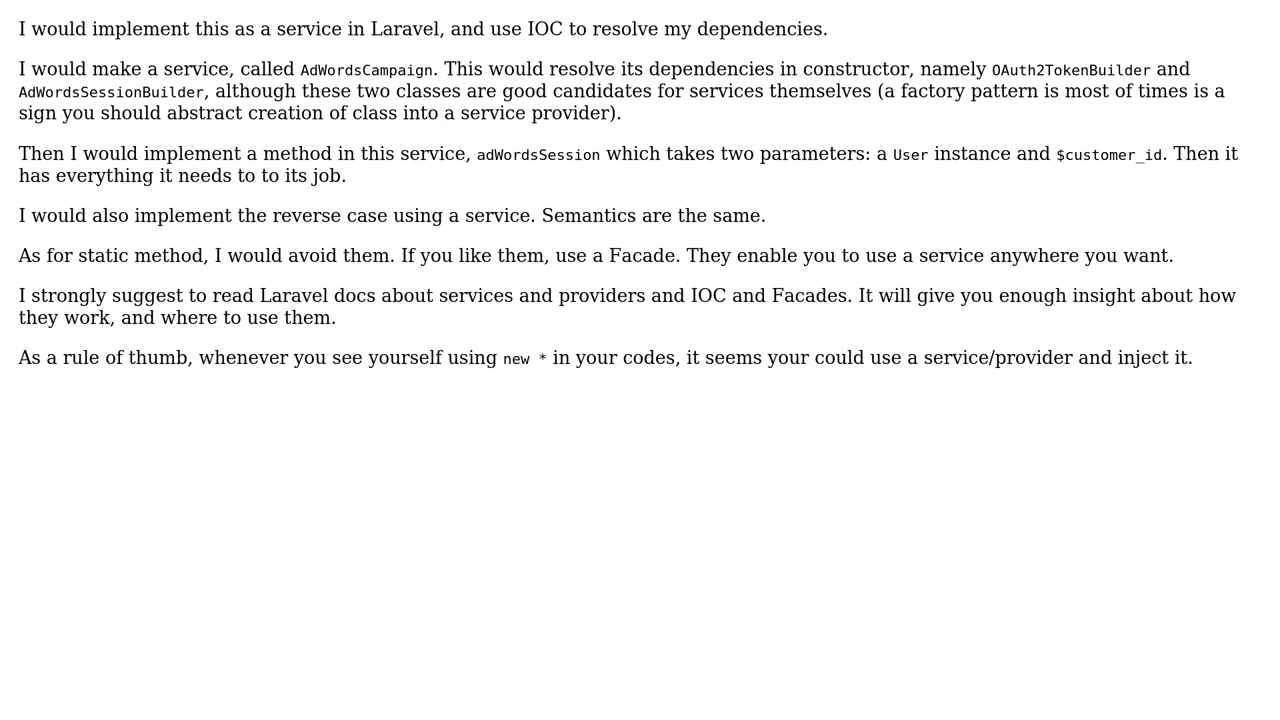 I would implement this as a service in Laravel, and use IOC to resolve my dependencies.
I would make a service, called AdWordsCampaign. This would resolve its dependencies in constructor, namely OAuth2TokenBuilder and
AdWordsSessionBuilder, although these two classes are good candidates for services themselves (a factory pattern is most of times is a
sign you should abstract creation of class into a service provider).
Then I would implement a method in this service, adWordsSession which takes two parameters: a User instance and $customer_id. Then it
has everything it needs to to its job.
I would also implement the reverse case using a service. Semantics are the same.
As for static method, I would avoid them. If you like them, use a Facade. They enable you to use a service anywhere you want.
I strongly suggest to read Laravel docs about services and providers and IOC and Facades. It will give you enough insight about how
they work, and where to use them.
As a rule of thumb, whenever you see yourself using new * in your codes, it seems your could use a service/provider and inject it.